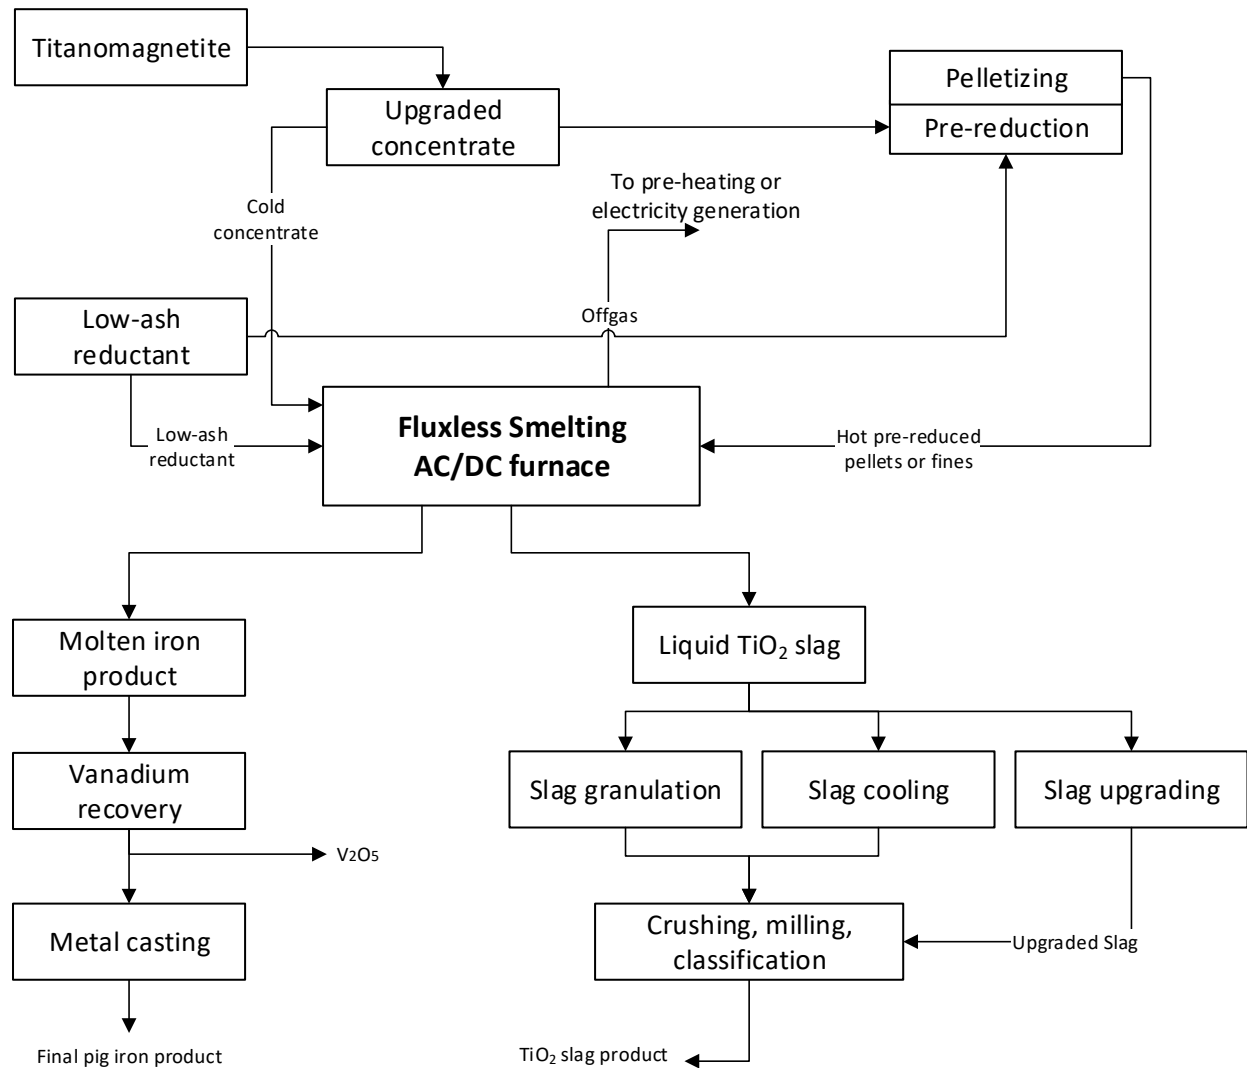 Titanomagnetite
Upgraded
concentrate
Pelletizing
Pre-reduction
Cold
concentrate
To pre-heating or
electricity generation
Low-ash
reductant
Offgas
Low-ash
reductant
Fluxless Smelting
AC/DC furnace
Hot pre-reduced
pellets or fines
Molten iron
product
Liquid TiO₂ slag
Vanadium
recovery
Slag granulation
Slag cooling
Slag upgrading
V2O5
Metal casting
Crushing, milling,
classification
Upgraded Slag
Final pig iron product
TiO₂ slag product